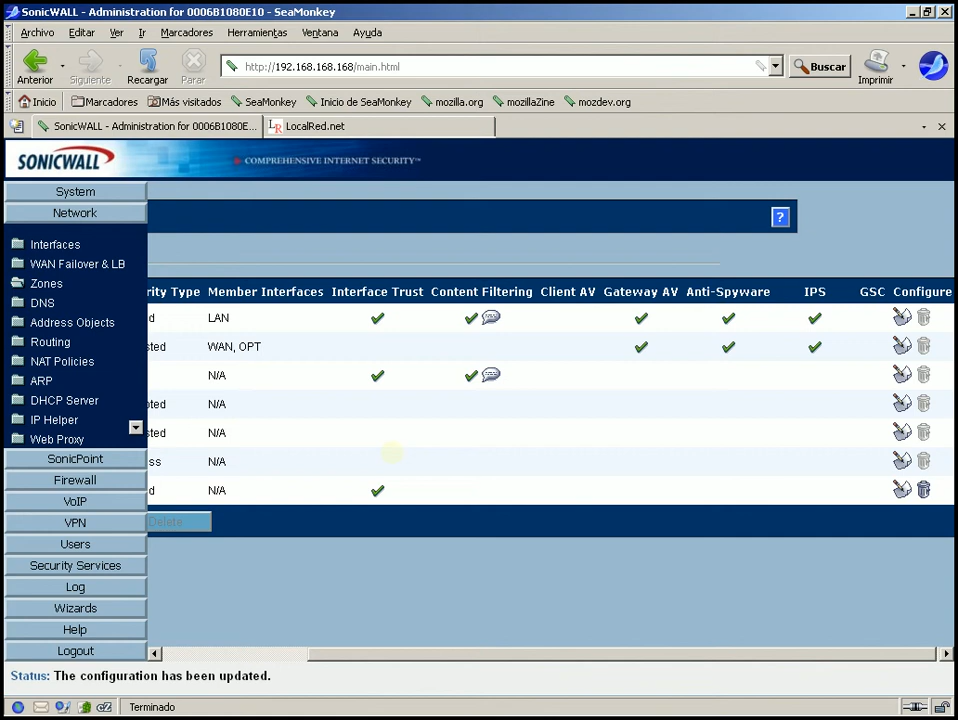 SonicWALL - Administration for 0006B1080E10 - SeaMonkey
Archivo Editar Ver Ir Marcadores Herramientas Ventana Ayuda
Anterior Siguiente Recargar Parar http://192.168.168.168/main.html Buscar Imprimir
Inicio Marcadores Más visitados SeaMonkey Inicio de SeaMonkey mozilla.org mozillaZine mozdev.org
SonicWALL - Administration for 0006B1080E... LocalRed.net
SONICWALL COMPREHENSIVE INTERNET SECURITY™
System
Network
?
Interfaces
WAN Failover & LB
Zones
DNS
Address Objects
Routing
NAT Policies
ARP
DHCP Server
IP Helper
Web Proxy
SonicPoint
Firewall
VoIP
VPN
Users
Security Services
Log
Wizards
Help
Logout
rity Type Member Interfaces Interface Trust Content Filtering Client AV Gateway AV Anti-Spyware IPS GSC Configure
d LAN
sted WAN, OPT
N/A
oted N/A
sted N/A
ss N/A
d N/A
Delete
Status: The configuration has been updated.
Terminado